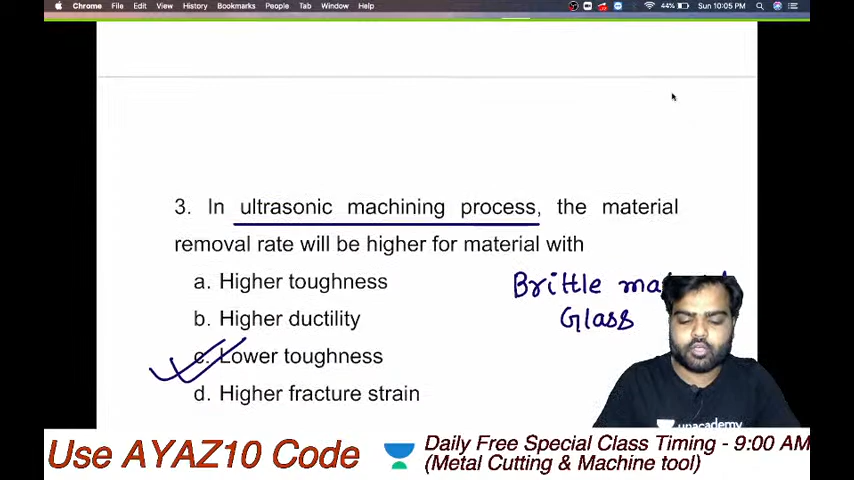 Chrome File Edit View History Bookmarks People Tab Window Help 44% Sun 10:05 PM
3. In ultrasonic machining process, the material
removal rate will be higher for material with
a. Higher toughness
b. Higher ductility
c. Lower toughness
d. Higher fracture strain
Brittle
Glass
unacademy
Use AYAZ10 Code
Daily Free Special Class Timing - 9:00 AM
(Metal Cutting & Machine tool)